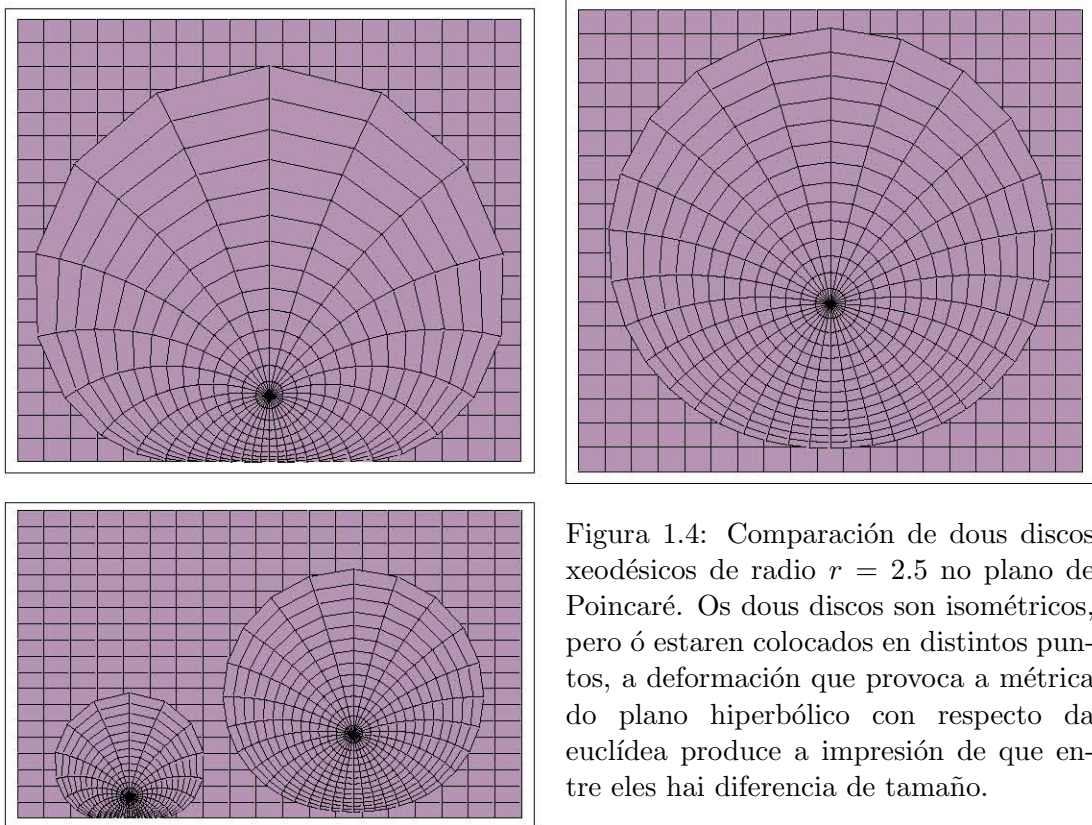 Figura 1.4: Comparación de dous discos
xeodésicos de radio r = 2.5 no plano de
Poincaré. Os dous discos son isométricos,
pero ó estaren colocados en distintos pun-
tos, a deformación que provoca a métrica
do plano hiperbólico con respecto da
euclídea produce a impresión de que en-
tre eles hai diferencia de tamaño.